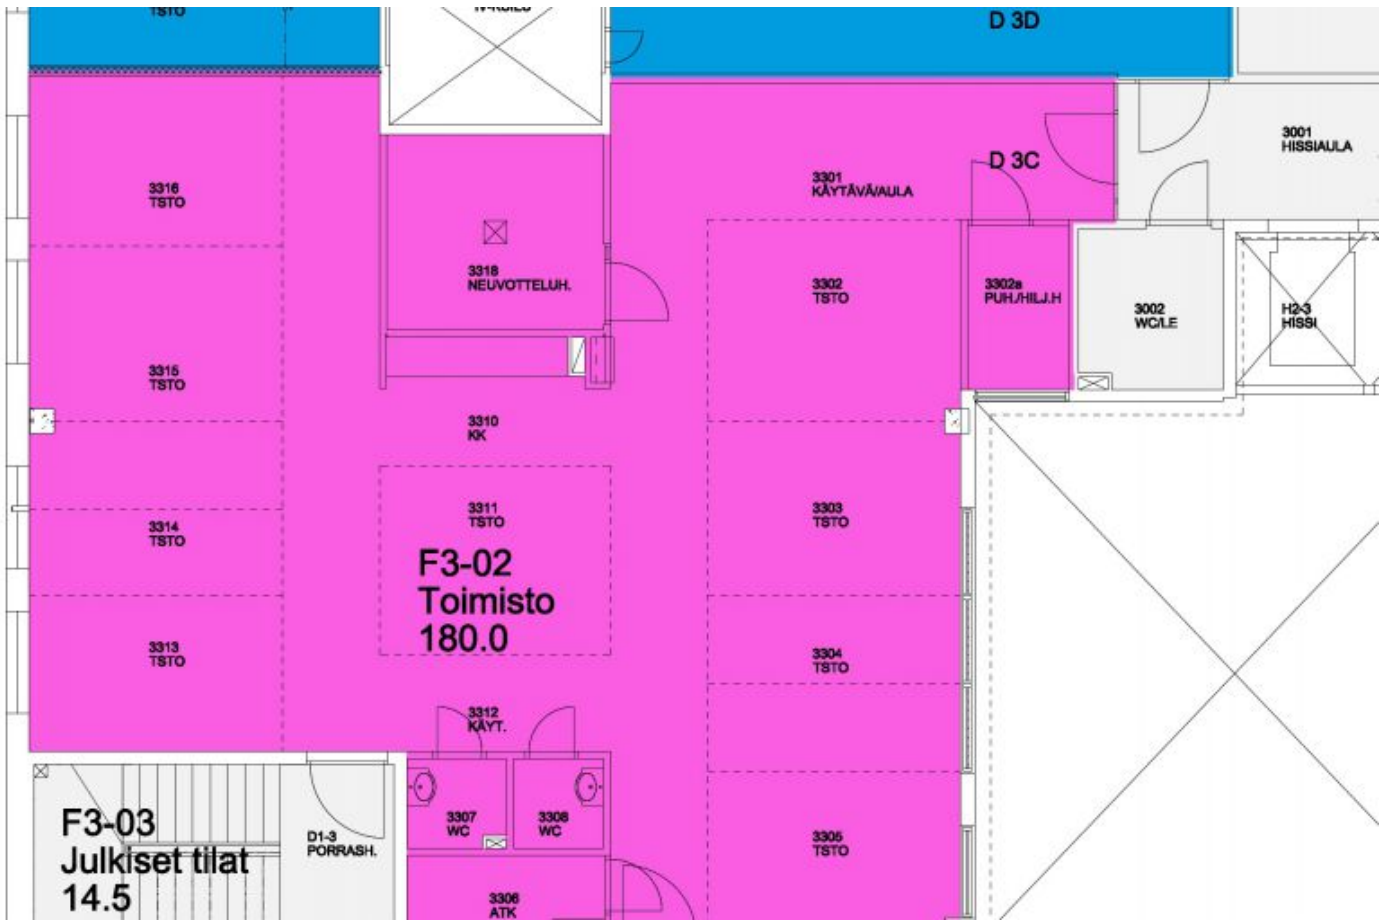 TSTO
IV-KUILU
D 3D
3001
HISSIAULA
D 3C
3316
TSTO
3301
KÄYTÄVÄ/AULA
3318
NEUVOTTELUH.
3302
TSTO
3302a
PUH./HILJ.H
3002
WC/LE
H2-3
HISSI
3315
TSTO
3310
KK
3311
TSTO
3303
TSTO
3314
TSTO
F3-02
Toimisto
180.0
3313
TSTO
3304
TSTO
3312
KÄYT.
F3-03
Julkiset tilat
14.5
D1-3
PORRASH.
3307
WC
3308
WC
3305
TSTO
3306
ATK